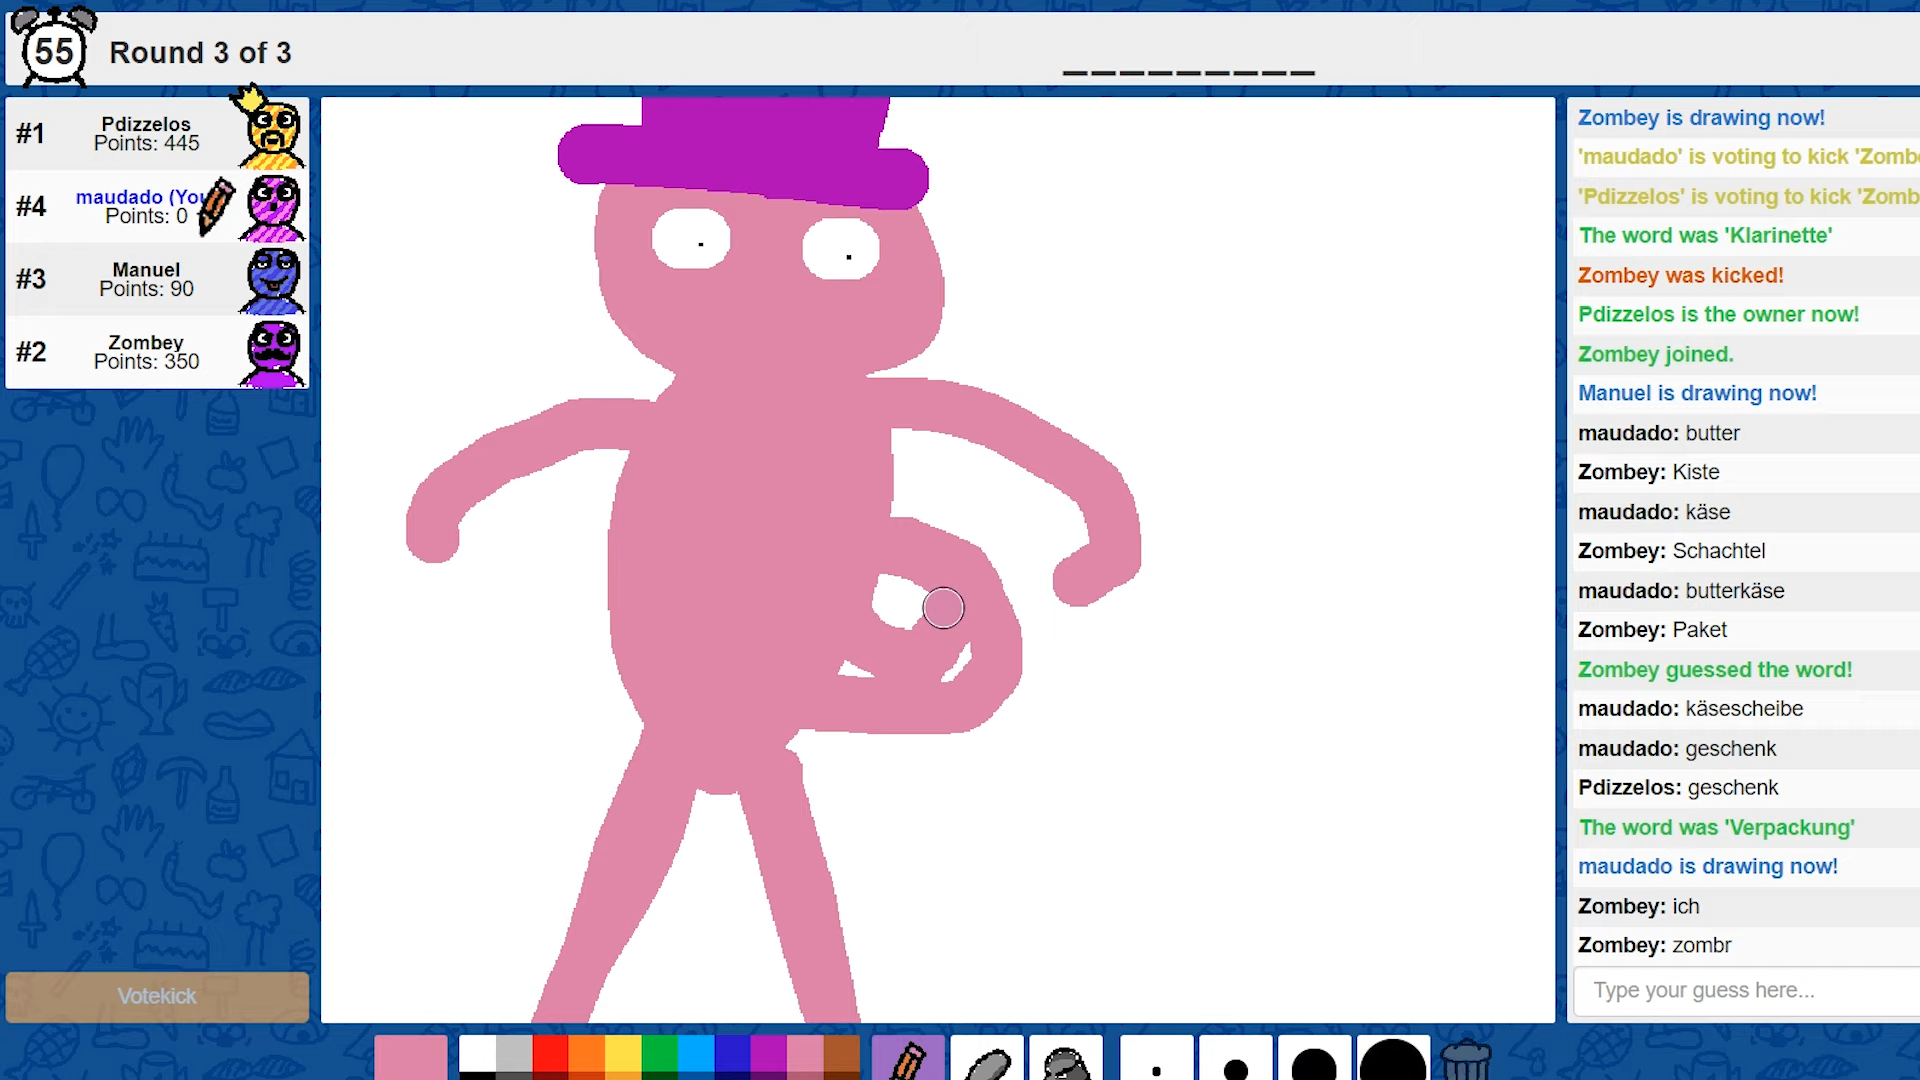 55
Round 3 of 3
_________
#1
Pdizzelos
Points: 445
#4
maudado (You
Points: 0
#3
Manuel
Points: 90
#2
Zombey
Points: 350
Votekick
Zombey is drawing now!
'maudado' is voting to kick 'Zombe
'Pdizzelos' is voting to kick 'Zomb
The word was 'Klarinette'
Zombey was kicked!
Pdizzelos is the owner now!
Zombey joined.
Manuel is drawing now!
maudado: butter
Zombey: Kiste
maudado: käse
Zombey: Schachtel
maudado: butterkäse
Zombey: Paket
Zombey guessed the word!
maudado: käsescheibe
maudado: geschenk
Pdizzelos: geschenk
The word was 'Verpackung'
maudado is drawing now!
Zombey: ich
Zombey: zombr
Type your guess here...